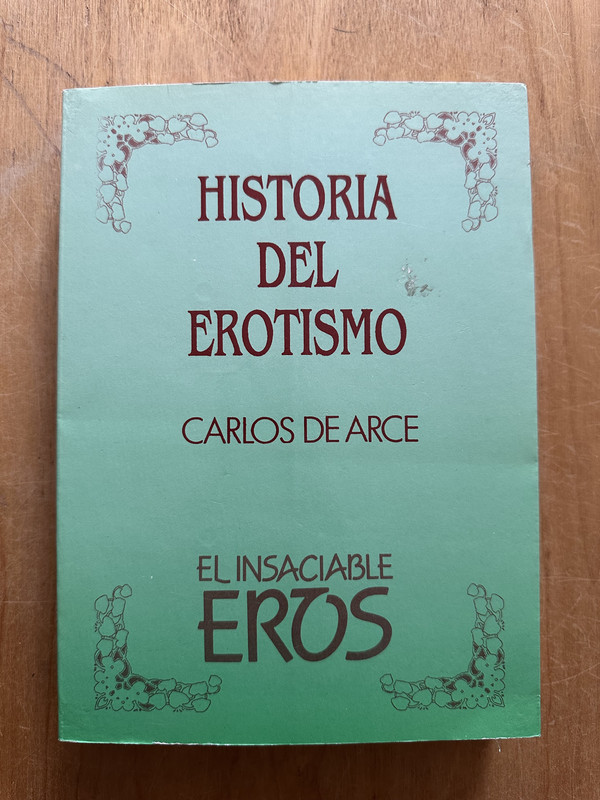 HISTORIA
DEL
EROTISMO
CARLOS DE ARCE
EL INSACIABLE
EROS